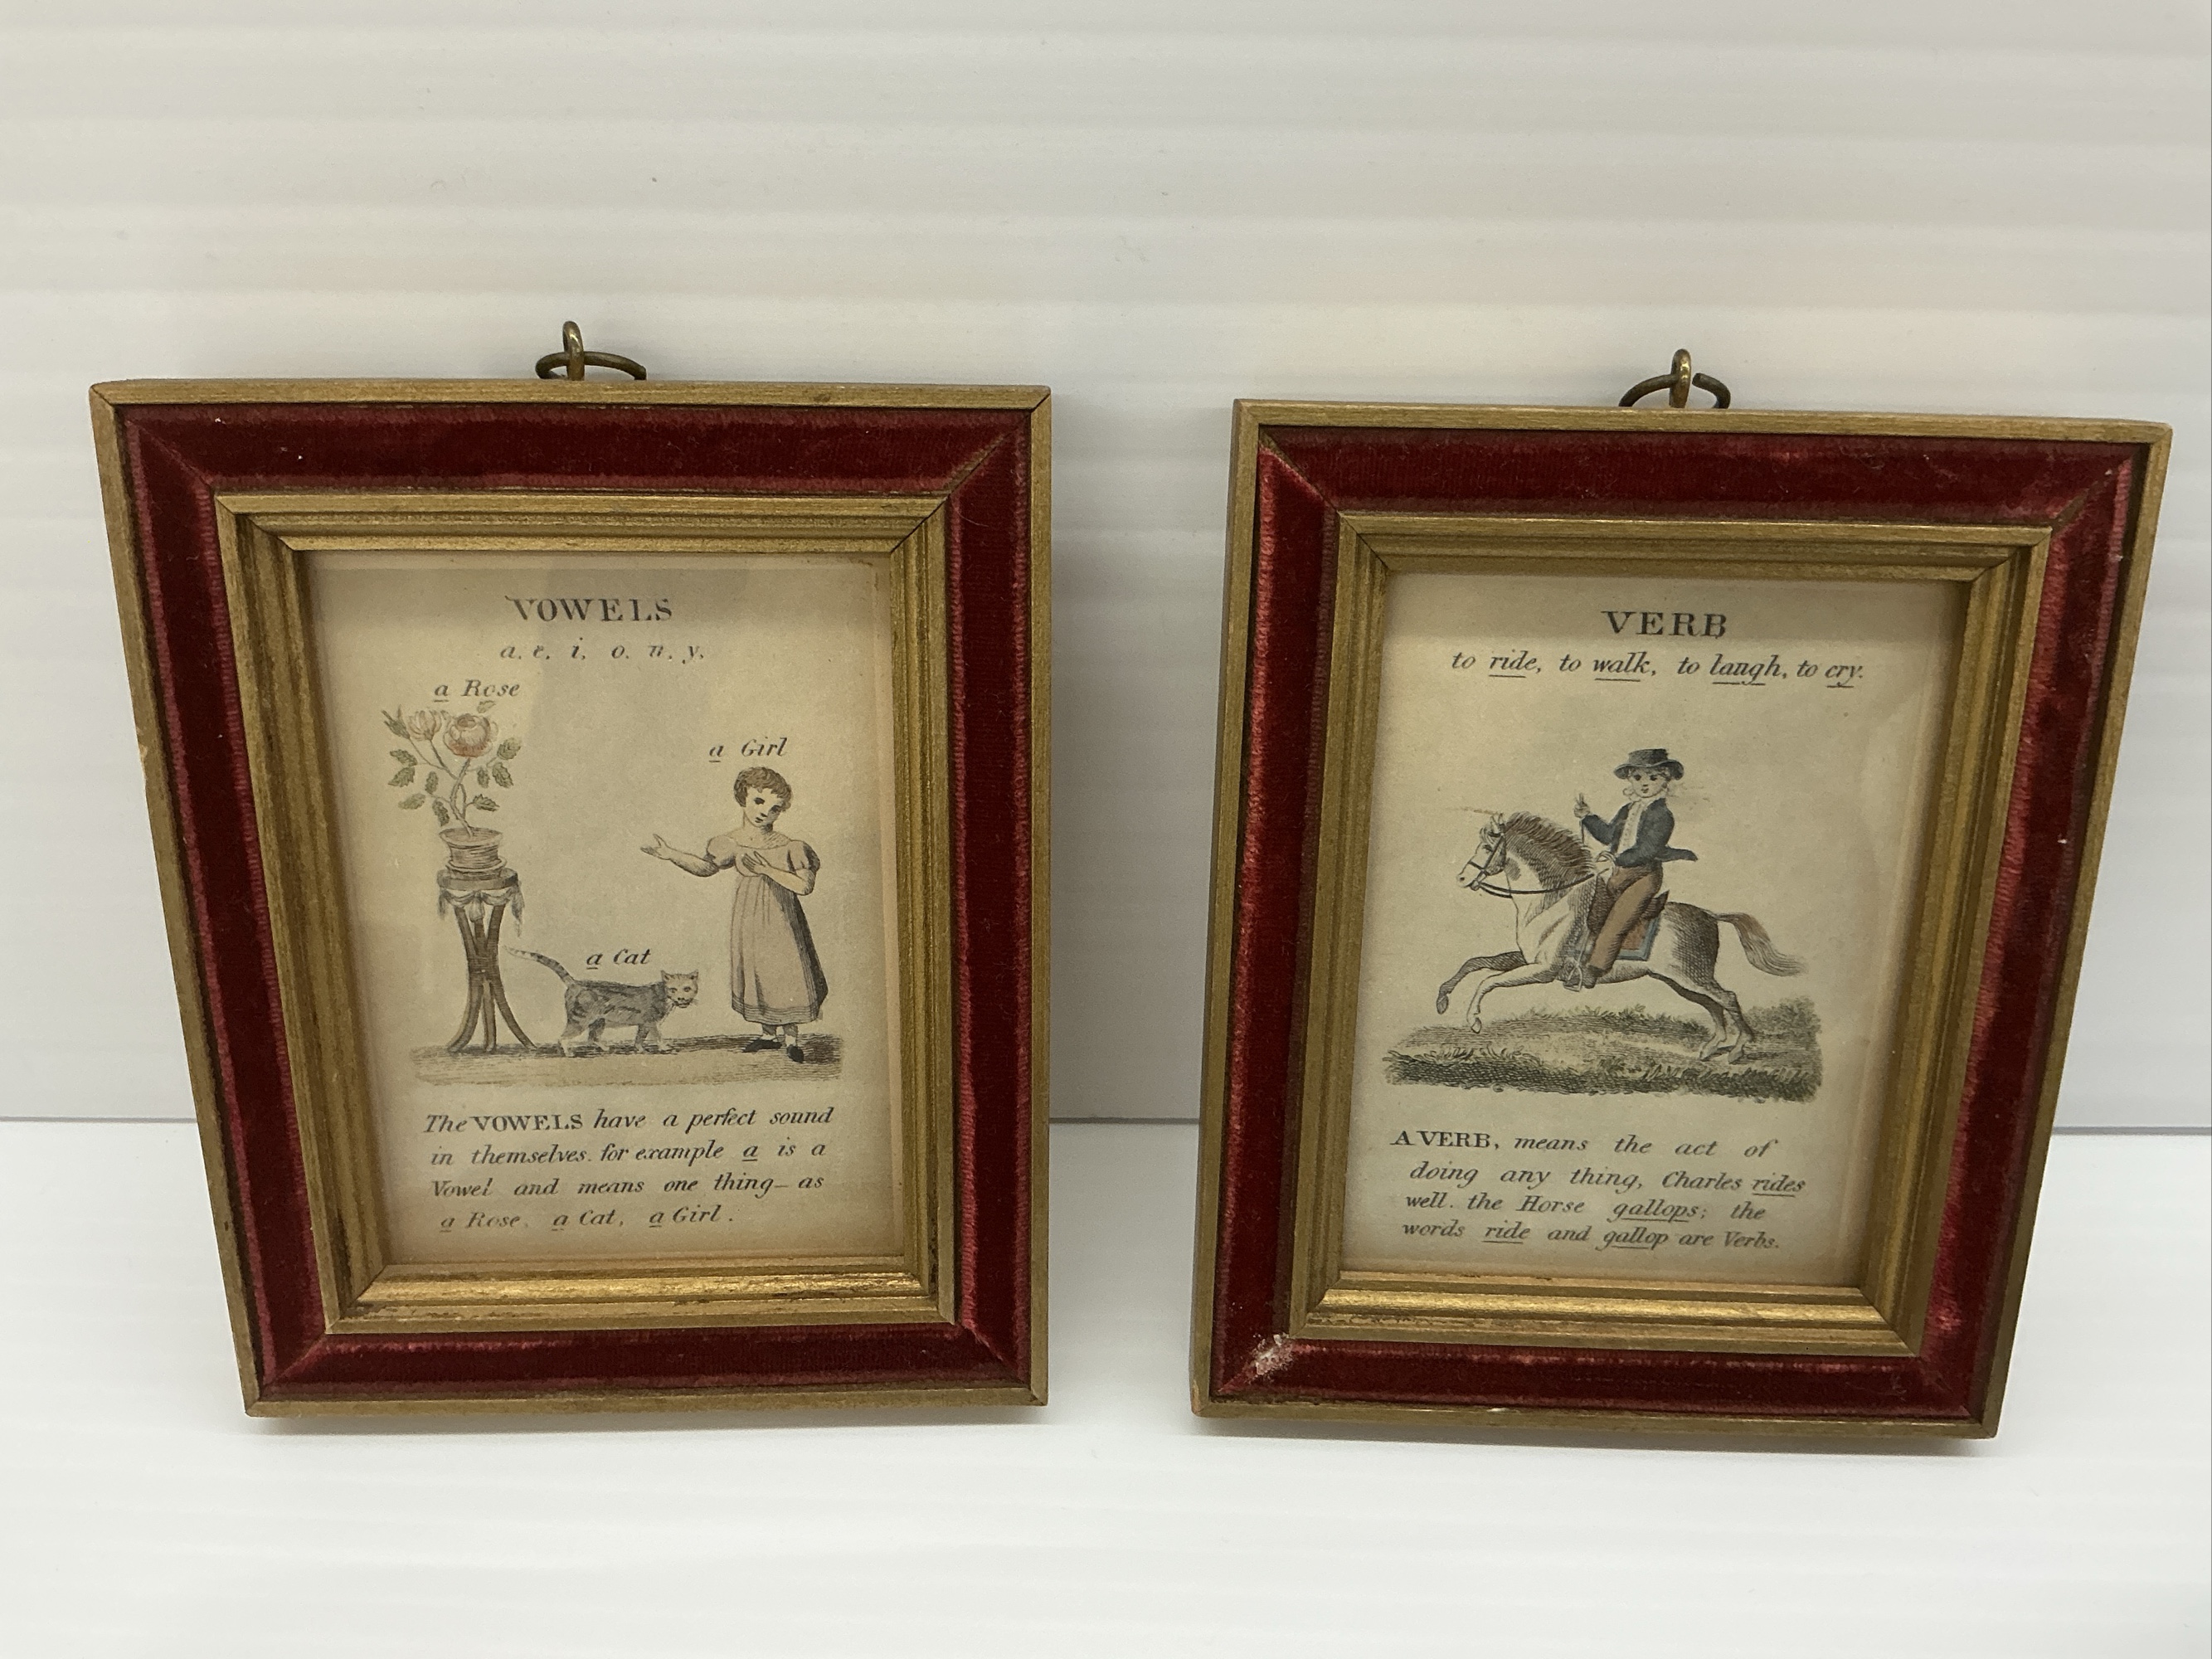 VOWELS
a. e. i. o. u. y.
a Rose
a Girl
a Cat
The VOWELS have a perfect sound
in themselves. for example a is a
Vowel and means one thing_ as
a Rose, a Cat, a Girl.
VERB
to ride, to walk, to laugh, to cry.
A VERB, means the act of
doing any thing, Charles rides
well. the Horse gallops; the
words ride and gallop are Verbs.